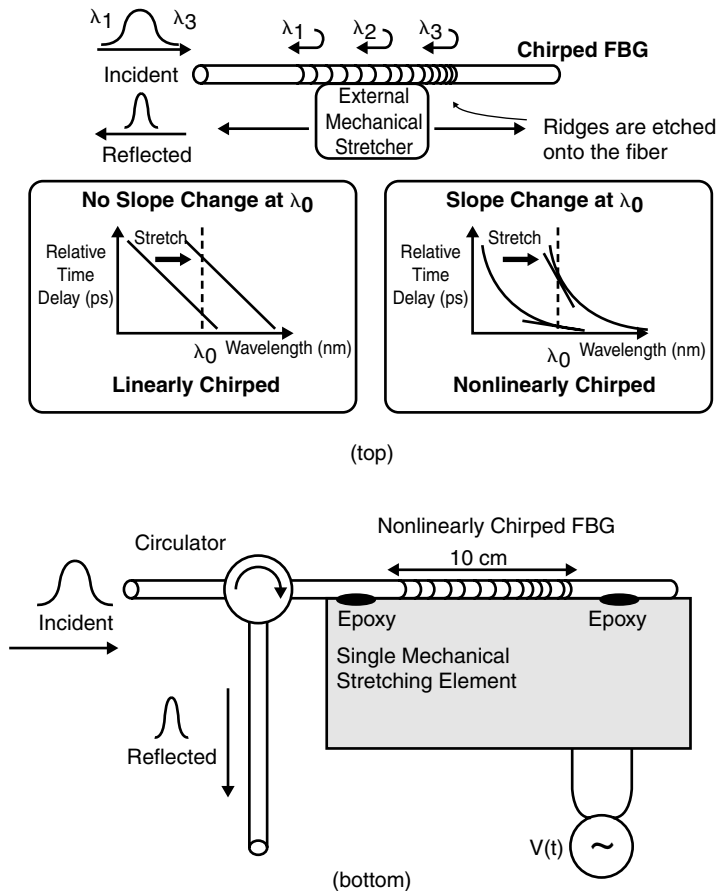 λ1 λ3
λ1 λ2 λ3
Chirped FBG
Incident
External
Mechanical
Stretcher
Reflected
Ridges are etched
onto the fiber
No Slope Change at λ0
Relative
Time
Delay (ps)
Stretch
λ0
Wavelength (nm)
Linearly Chirped
Slope Change at λ0
Relative
Time
Delay (ps)
Stretch
λ0
Wavelength (nm)
Nonlinearly Chirped
(top)
Nonlinearly Chirped FBG
Circulator
10 cm
Incident
Epoxy
Epoxy
Single Mechanical
Stretching Element
Reflected
V(t)
~
(bottom)